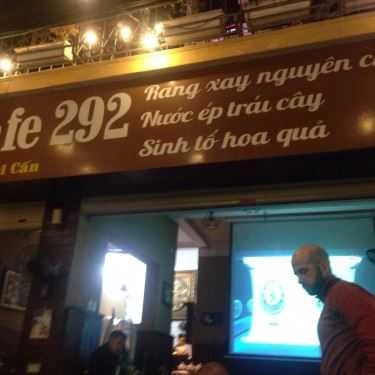 fe 292
Rang xay nguyên c
Nước ép trái cây
Sinh tố hoa quả
Cấn